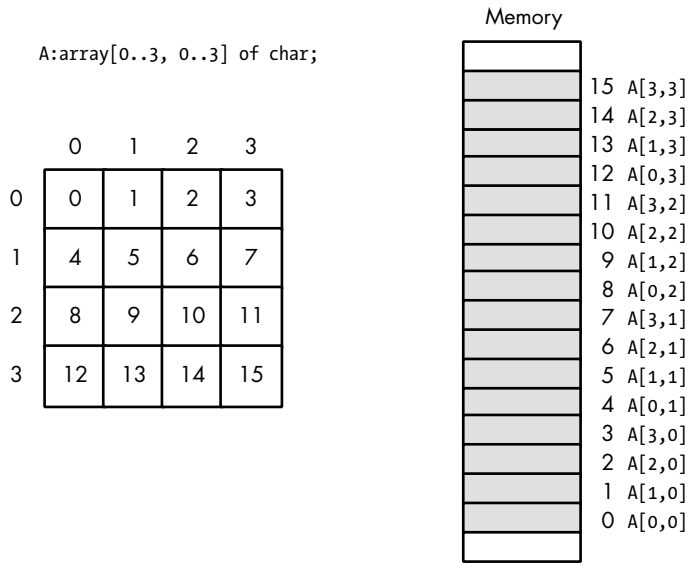 Memory
A:array[0..3, 0..3] of char;
0 1 2 3
0 0 1 2 3
1 4 5 6 7
2 8 9 10 11
3 12 13 14 15
15 A[3,3]
14 A[2,3]
13 A[1,3]
12 A[0,3]
11 A[3,2]
10 A[2,2]
9 A[1,2]
8 A[0,2]
7 A[3,1]
6 A[2,1]
5 A[1,1]
4 A[0,1]
3 A[3,0]
2 A[2,0]
1 A[1,0]
0 A[0,0]